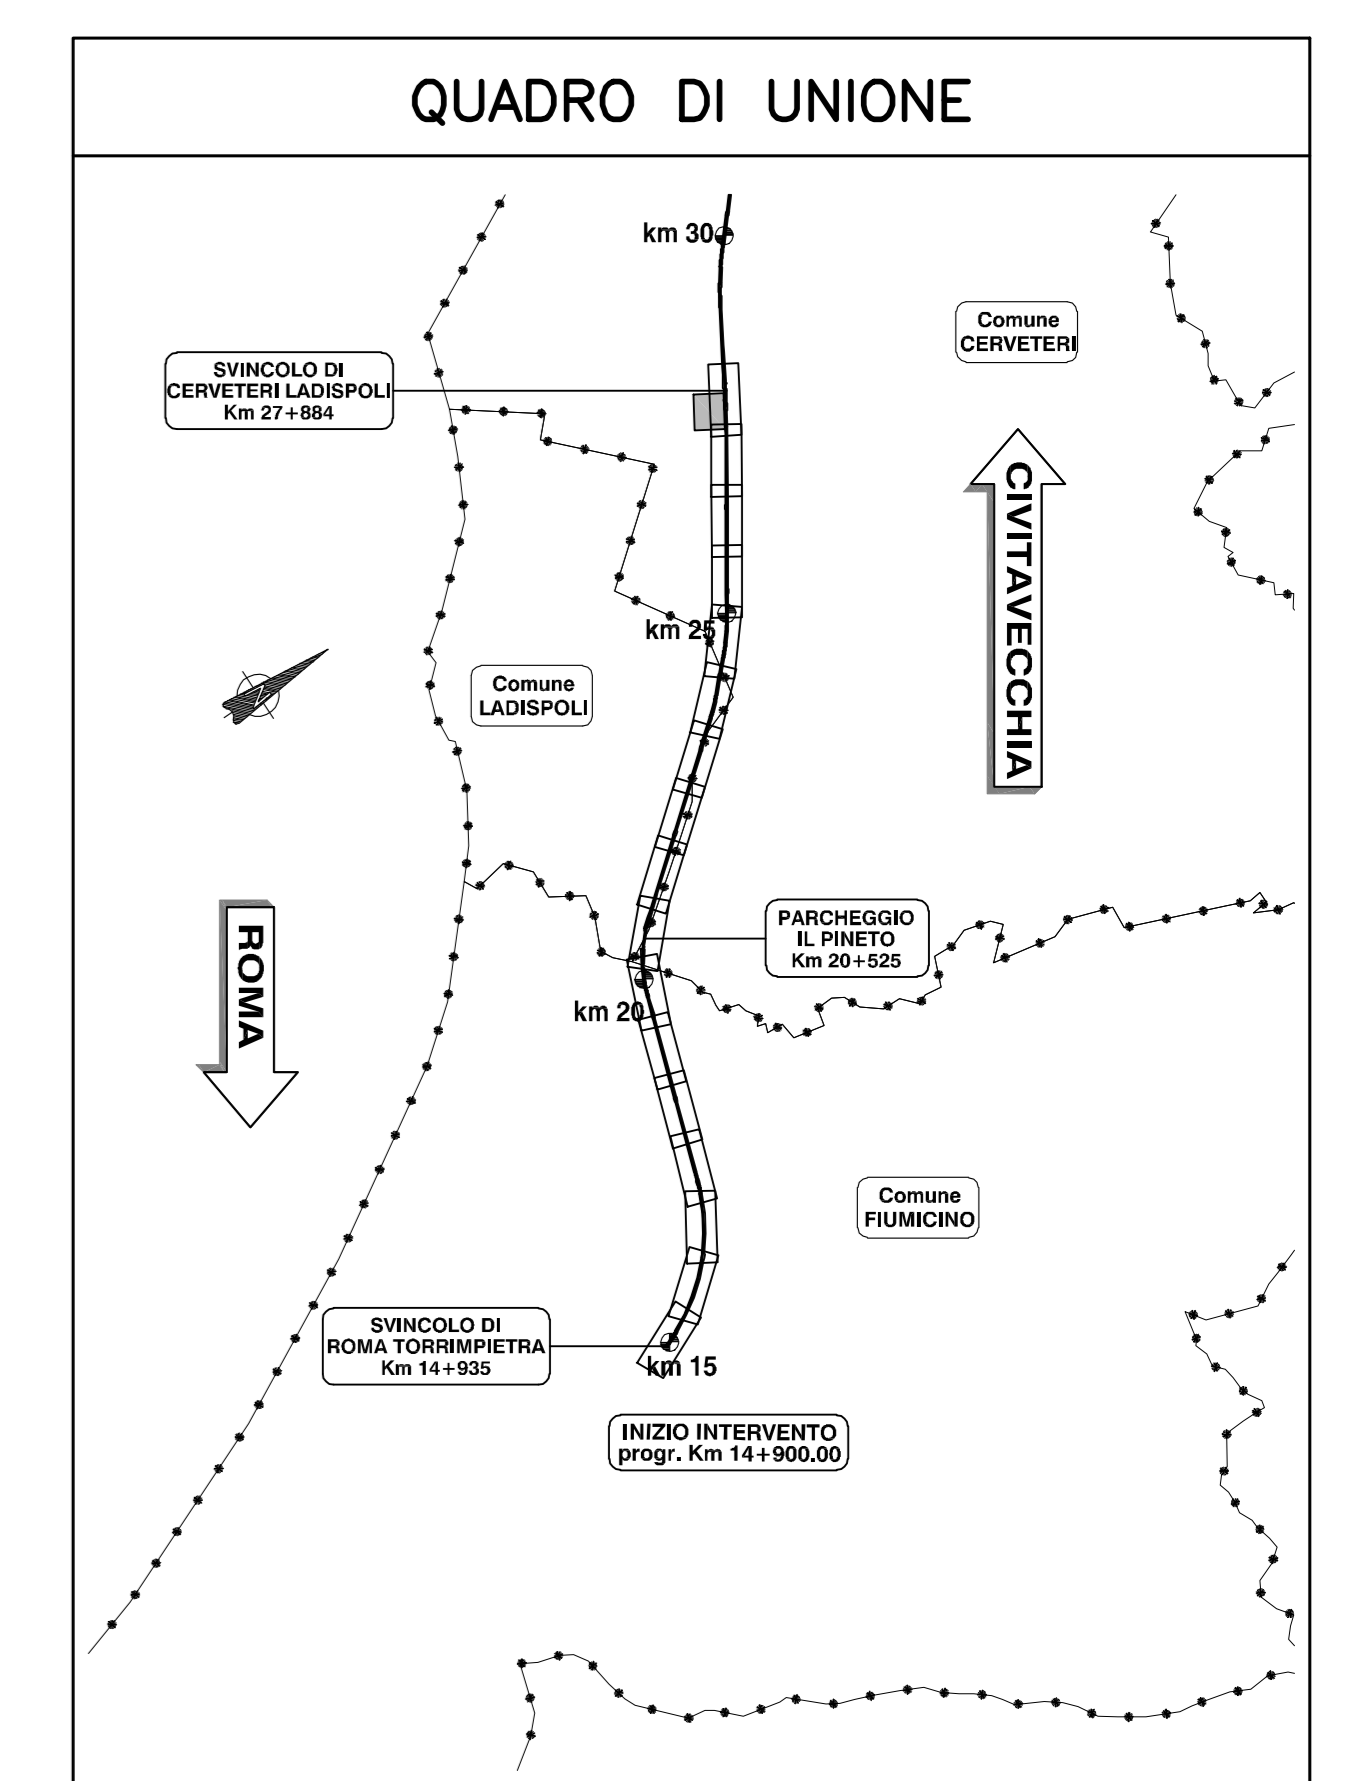 QUADRO DI UNIONE
km 30
Comune
CERVETERI
SVINCOLO DI
CERVETERI LADISPOLI
Km 27+884
CIVITAVECCHIA
km 25
Comune
LADISPOLI
Z
ROMA
PARCHEGGIO
IL PINETO
Km 20+525
km 20
Comune
FIUMICINO
SVINCOLO DI
ROMA TORRIMPIETRA
Km 14+935
km 15
INIZIO INTERVENTO
progr. Km 14+900.00